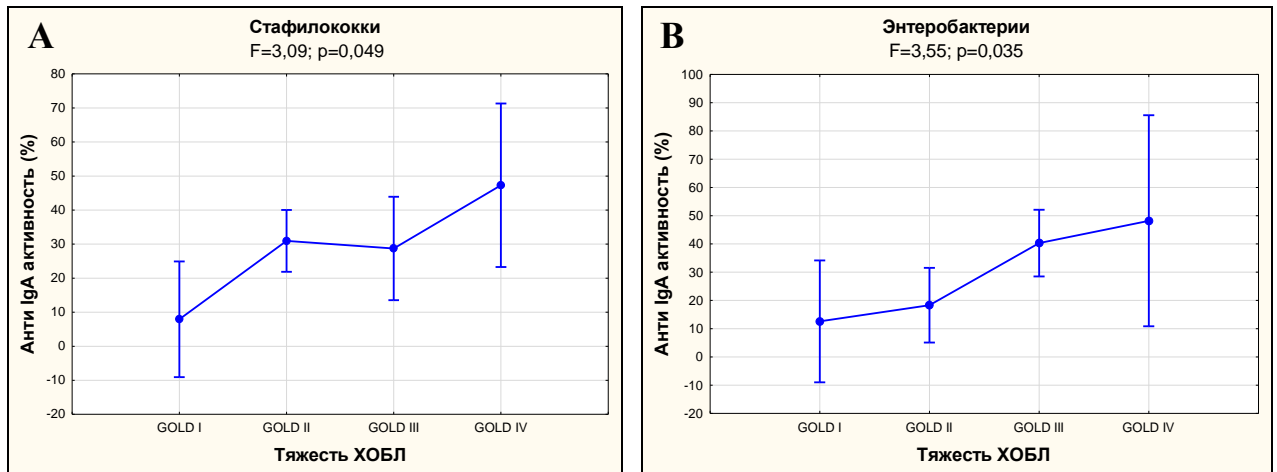 A
Стафилококки
F=3,09; p=0,049
Анти IgA активность (%)
80
70
60
50
40
30
20
10
0
-10
-20
GOLD I GOLD II GOLD III GOLD IV
Тяжесть ХОБЛ
B
Энтеробактерии
F=3,55; p=0,035
Анти IgA активность (%)
100
90
80
70
60
50
40
30
20
10
0
-10
-20
GOLD I GOLD II GOLD III GOLD IV
Тяжесть ХОБЛ